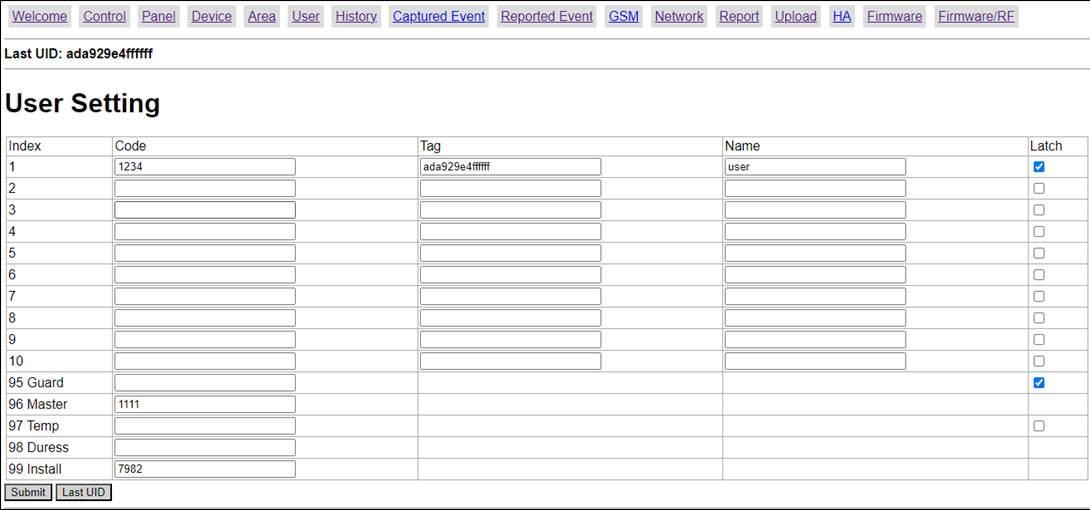 Welcome Control Panel Device Area User History Captured Event Reported Event GSM Network Report Upload HA Firmware Firmware/RF
Last UID: ada929e4ffffff
User Setting
Index Code Tag Name Latch
1 1234 ada929e4ffffff user
2
3
4
5
6
7
8
9
10
95 Guard
96 Master 1111
97 Temp
98 Duress
99 Install 7982
Submit Last UID